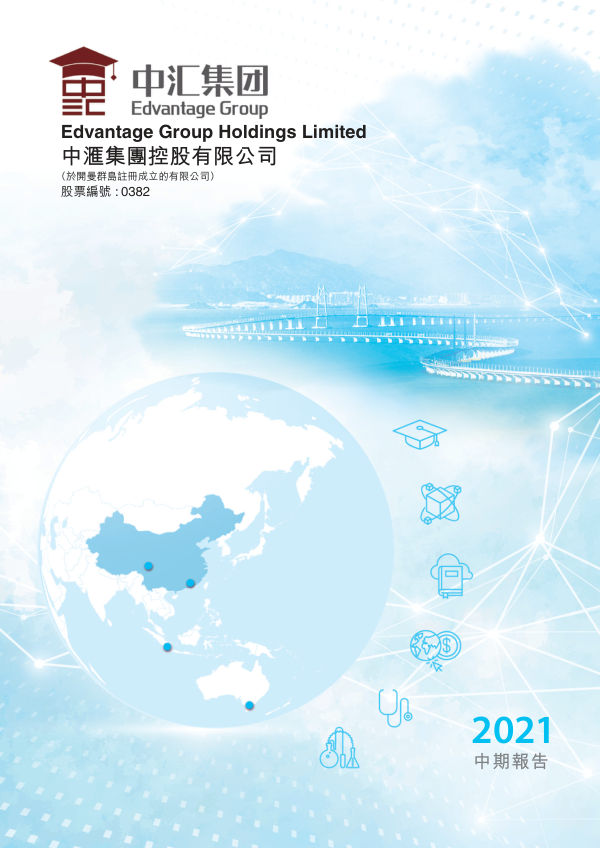 中汇集团
Edvantage Group
Edvantage Group Holdings Limited
中滙集團控股有限公司
（於開曼群島註冊成立的有限公司）
股票編號 : 0382
$
2021
中期報告